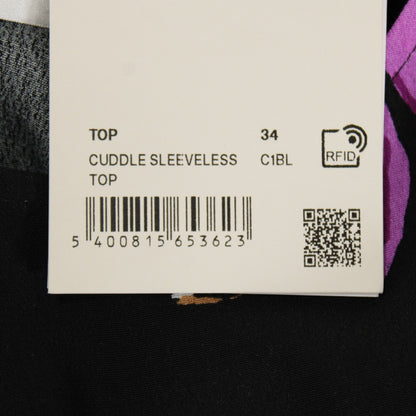 TOP 34
CUDDLE SLEEVELESS C1BL
TOP
RFID
5 400815 653623